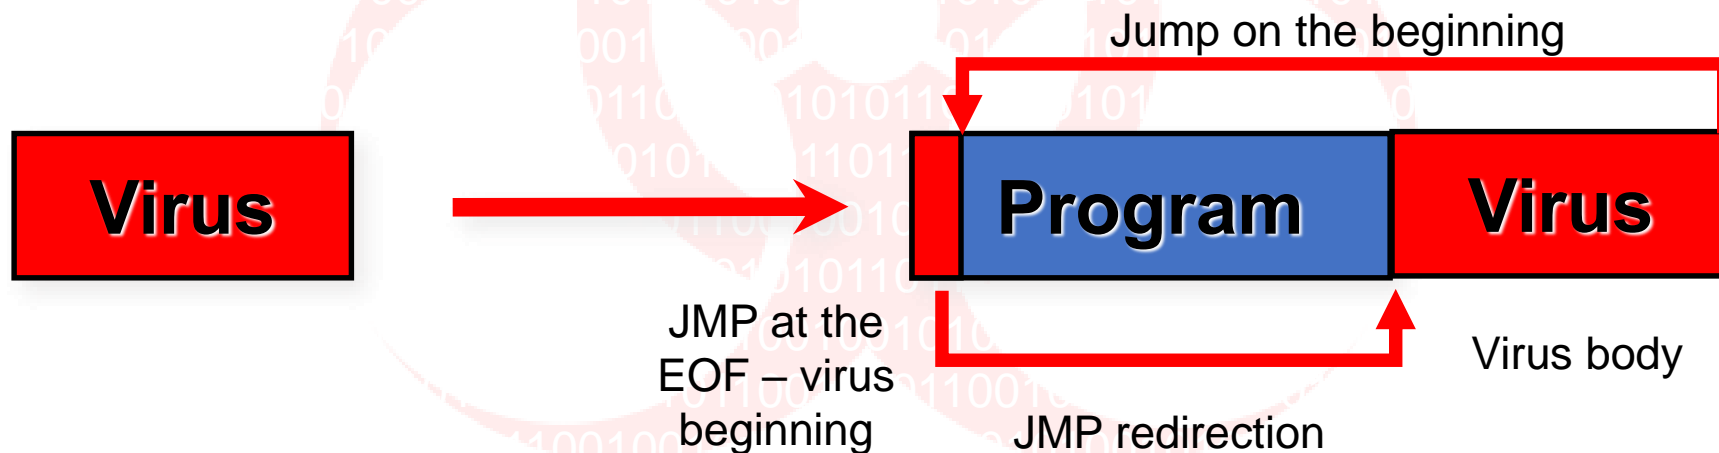 Jump on the beginning
Virus
Program
Virus
JMP at the
EOF – virus
beginning
Virus body
JMP redirection